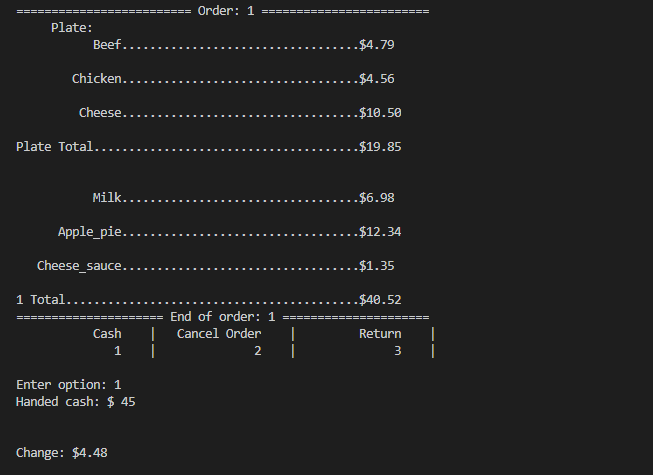 ========================= Order: 1 ========================
Plate:
Beef..................................$4.79
Chicken..................................$4.56
Cheese..................................$10.50
Plate Total......................................$19.85
Milk..................................$6.98
Apple_pie..................................$12.34
Cheese_sauce..................................$1.35
1 Total..........................................$40.52
===================== End of order: 1 =====================
Cash | Cancel Order | Return |
1 | 2 | 3 |
Enter option: 1
Handed cash: $ 45
Change: $4.48